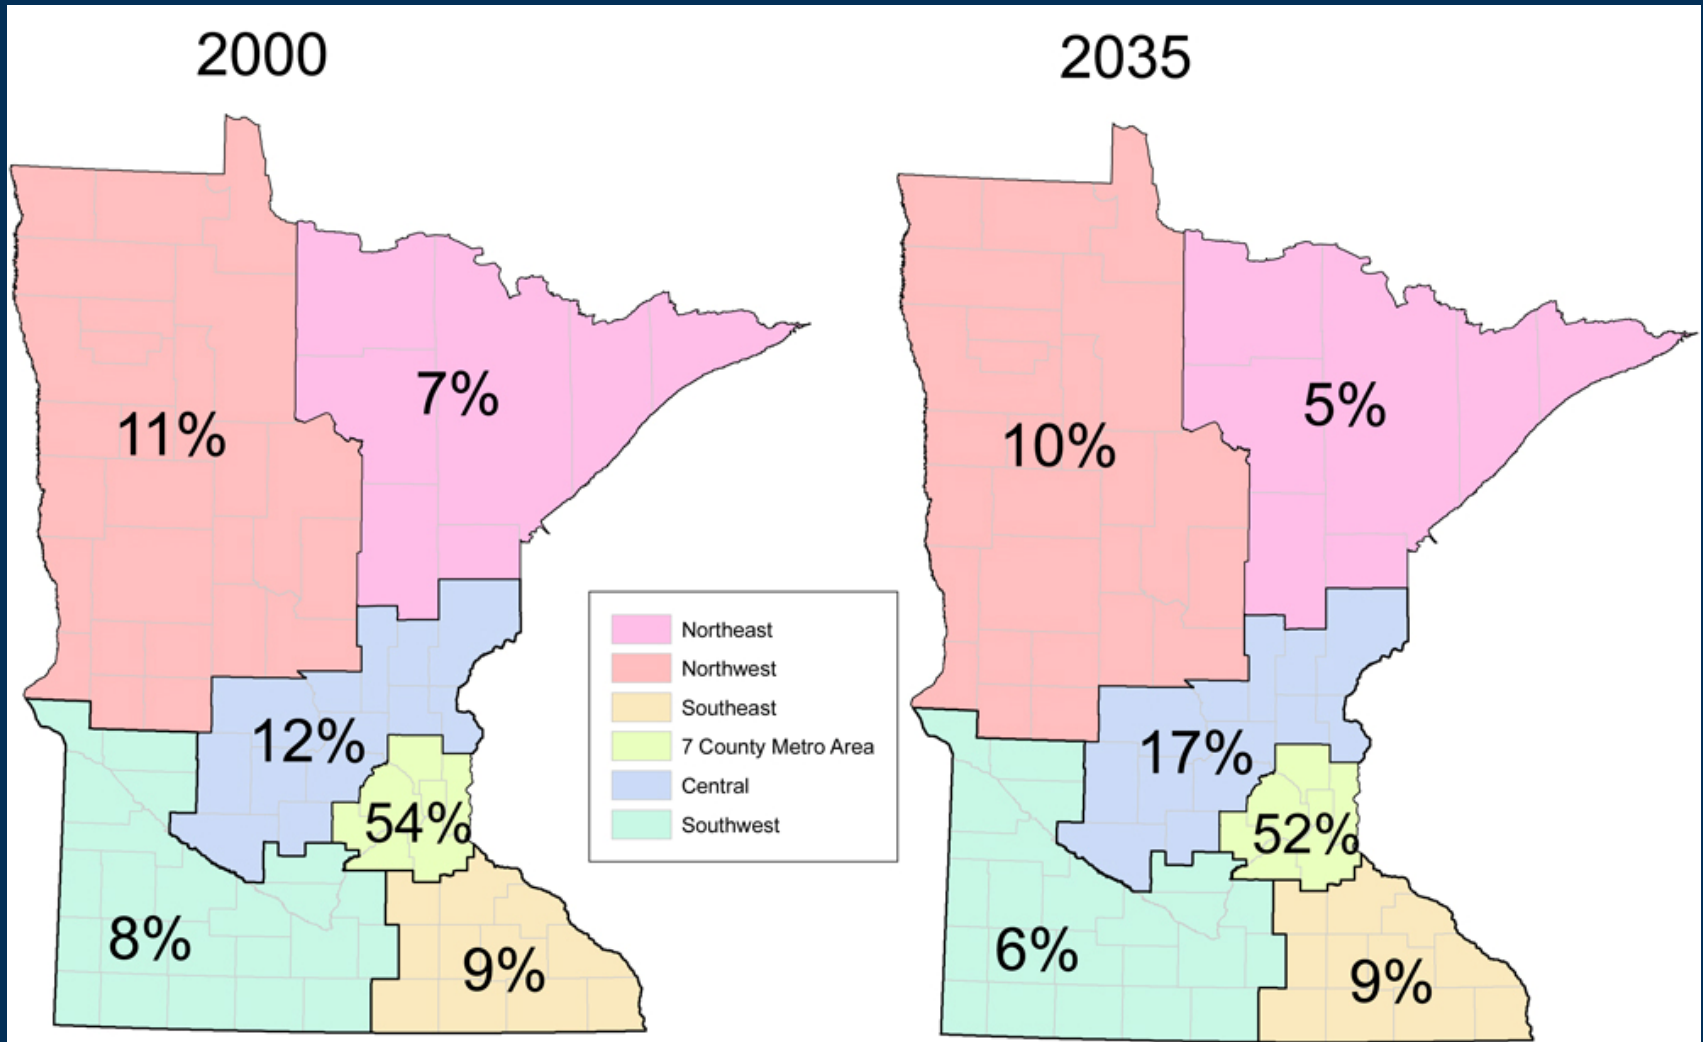 2000
2035
7%
11%
12%
54%
8%
9%
Northeast
Northwest
Southeast
7 County Metro Area
Central
Southwest
5%
10%
17%
52%
6%
9%